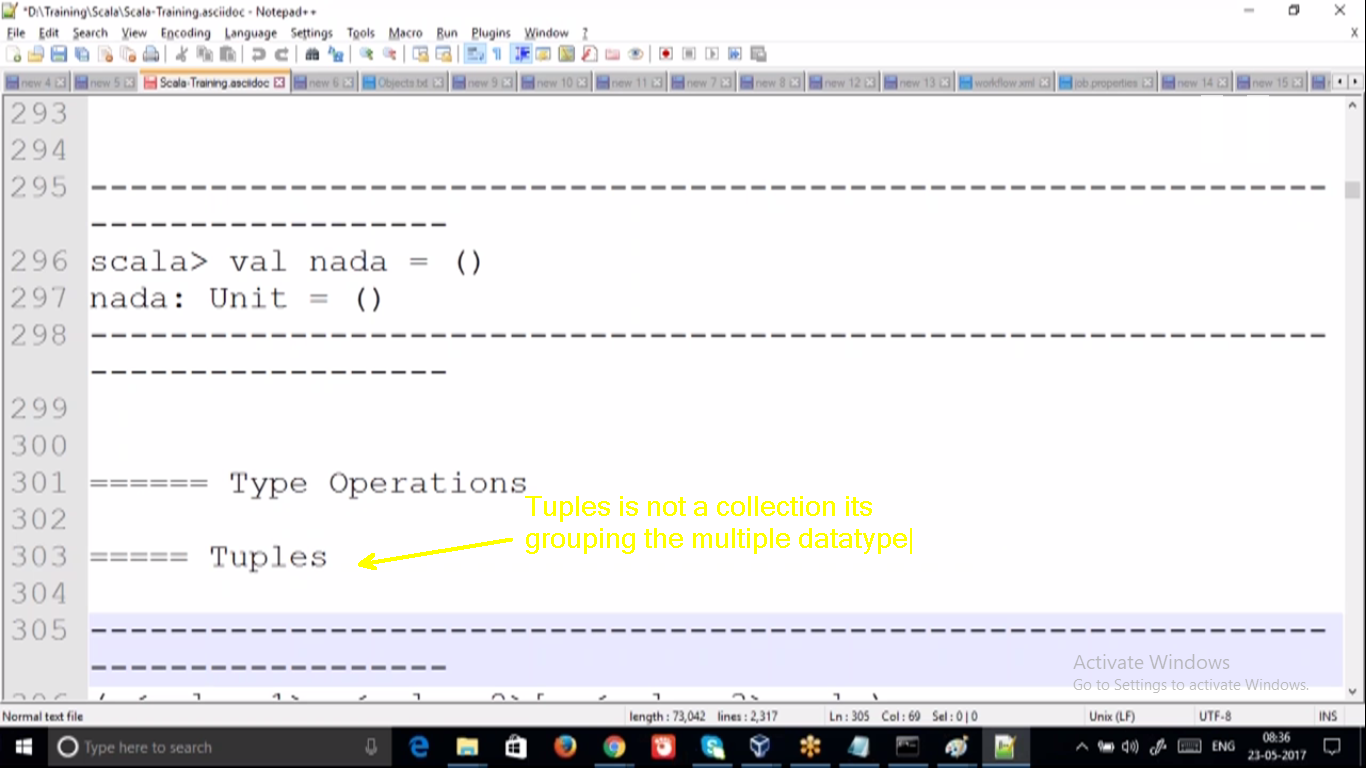 *D:\Training\Scala\Scala-Training.asciidoc - Notepad++
File Edit Search View Encoding Language Settings Tools Macro Run Plugins Window ? X
new 4 new 5 Scala-Training.asciidoc new 6 Objects.txt new 9 new 10 new 11 new 7 new 8 new 12 new 13 workflow.xml job.properties new 14 new 15
293
294
295 --------------------------------------------------------------
------------------
296 scala> val nada = ()
297 nada: Unit = ()
298 --------------------------------------------------------------
------------------
299
300
301 ====== Type Operations
302
Tuples is not a collection its
grouping the multiple datatype
303 ===== Tuples
304
305 --------------------------------------------------------------
------------------
Activate Windows
Go to Settings to activate Windows.
Normal text file length : 73,042 lines : 2,317 Ln : 305 Col : 69 Sel : 0 | 0 Unix (LF) UTF-8 INS
Type here to search ENG 08:36
23-05-2017